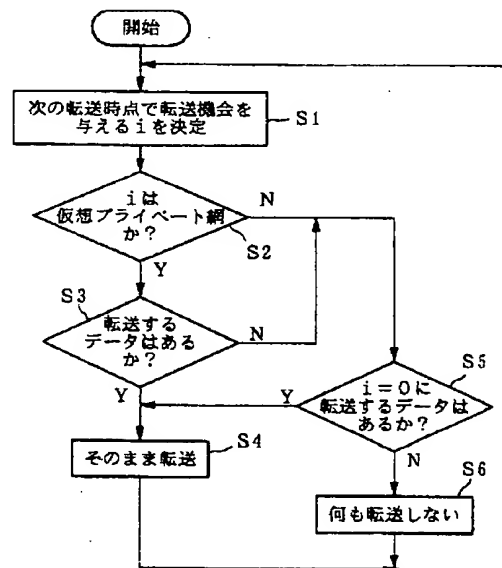 開始
次の転送時点で転送機会を
与えるiを決定
S1
iは
仮想プライベート網
か？
N
S2
Y
S3
転送する
データはあるか？
N
Y
S5
i＝0に
転送するデータは
あるか？
Y
N
S4
そのまま転送
S6
何も転送しない